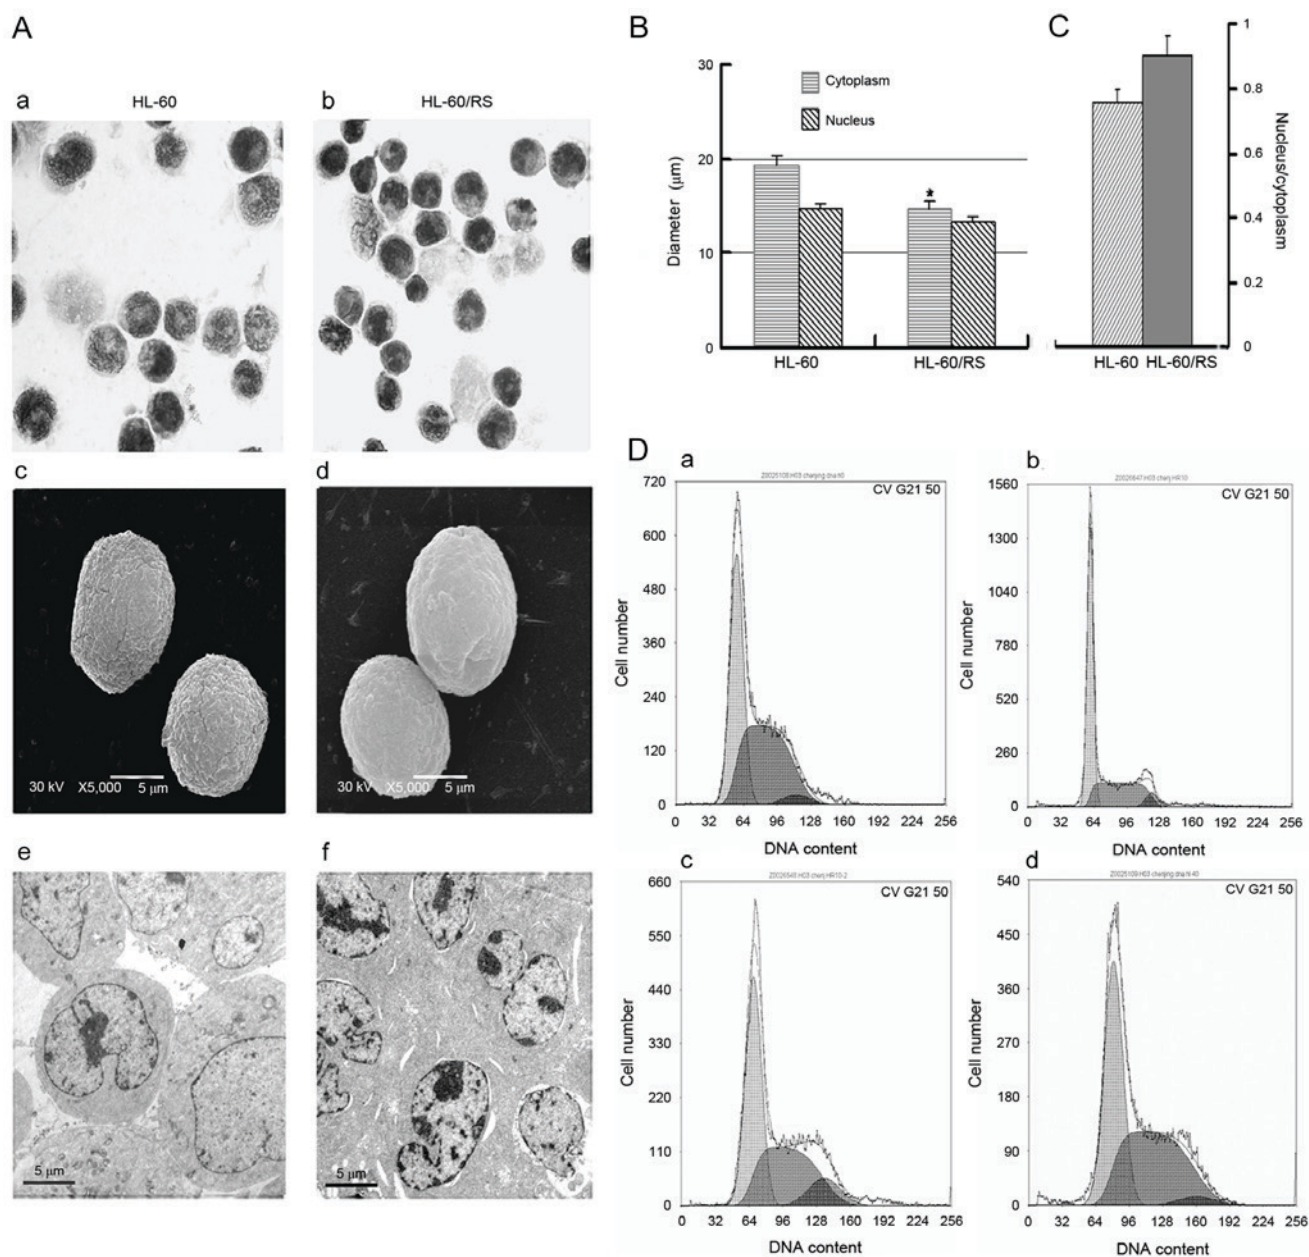 A
a
HL-60
b
HL-60/RS
c
30 kV X5,000 5 μm
d
30 kV X5,000 5 μm
e
5 μm
f
5 μm
B
30
20
10
0
Diameter (μm)
Cytoplasm
Nucleus
*
HL-60
HL-60/RS
C
1
0.8
0.6
0.4
0.2
0
Nucleus/cytoplasm
HL-60 HL-60/RS
D
a
CV G21 50
720
600
480
360
240
120
0
Cell number
0 32 64 96 128 160 192 224 256
DNA content
b
CV G21 50
1560
1300
1040
780
520
260
0
Cell number
0 32 64 96 128 160 192 224 256
DNA content
c
CV G21 50
660
550
440
330
220
110
0
Cell number
0 32 64 96 128 160 192 224 256
DNA content
d
CV G21 50
540
450
360
270
180
90
0
Cell number
0 32 64 96 128 160 192 224 256
DNA content